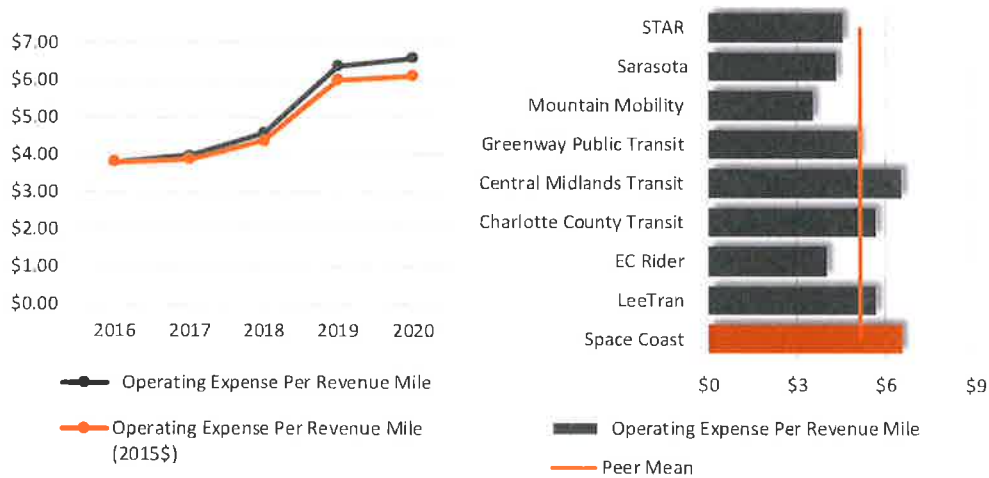 $7.00
$6.00
$5.00
$4.00
$3.00
$2.00
$1.00
$0.00
2016 2017 2018 2019 2020
Operating Expense Per Revenue Mile
Operating Expense Per Revenue Mile
(2015$)
STAR
Sarasota
Mountain Mobility
Greenway Public Transit
Central Midlands Transit
Charlotte County Transit
EC Rider
LeeTran
Space Coast
$0 $3 $6 $9
Operating Expense Per Revenue Mile
Peer Mean